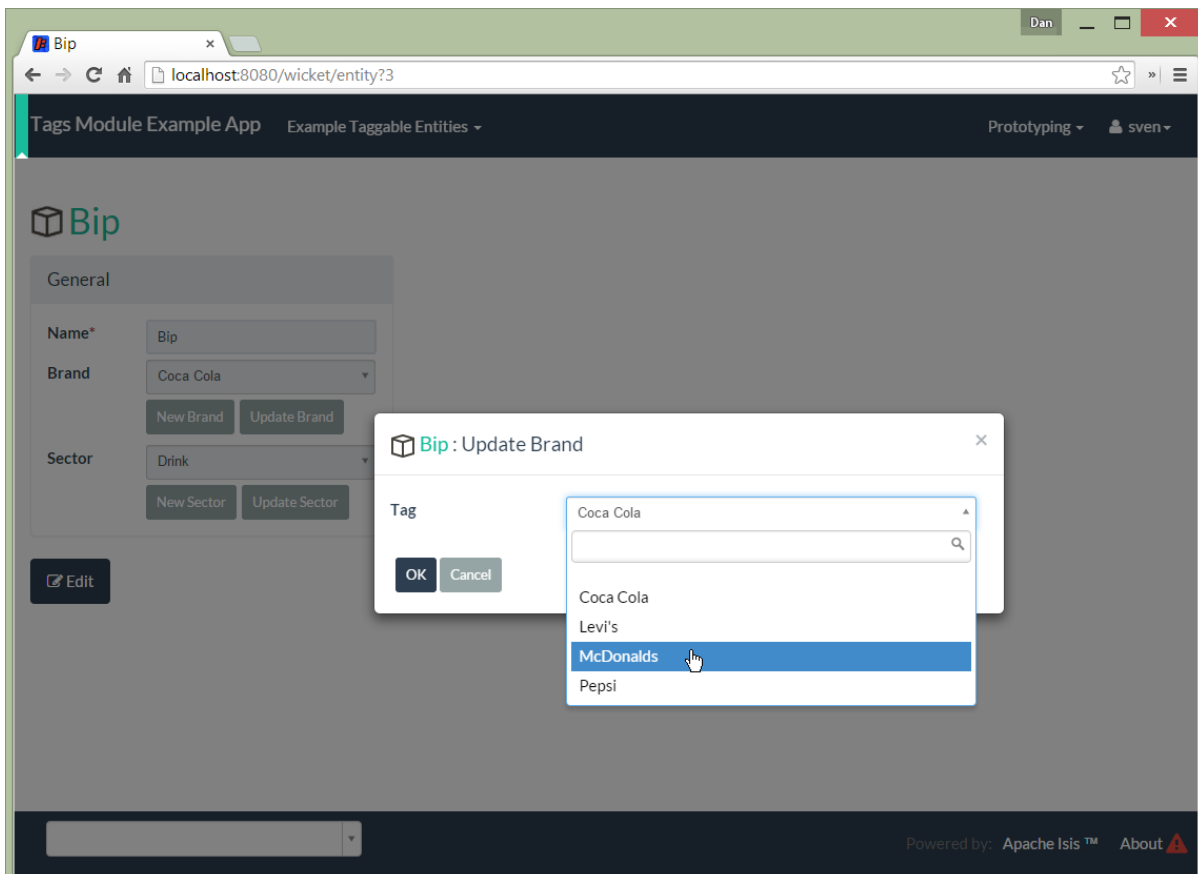 Dan
Bip
localhost:8080/wicket/entity?3
Tags Module Example App Example Taggable Entities Prototyping sven
Bip
General
Name* Bip
Brand Coca Cola
New Brand Update Brand
Sector Drink
New Sector Update Sector
Edit
Bip : Update Brand
Tag Coca Cola
OK Cancel
Coca Cola
Levi's
McDonalds
Pepsi
Powered by: Apache Isis ™ About